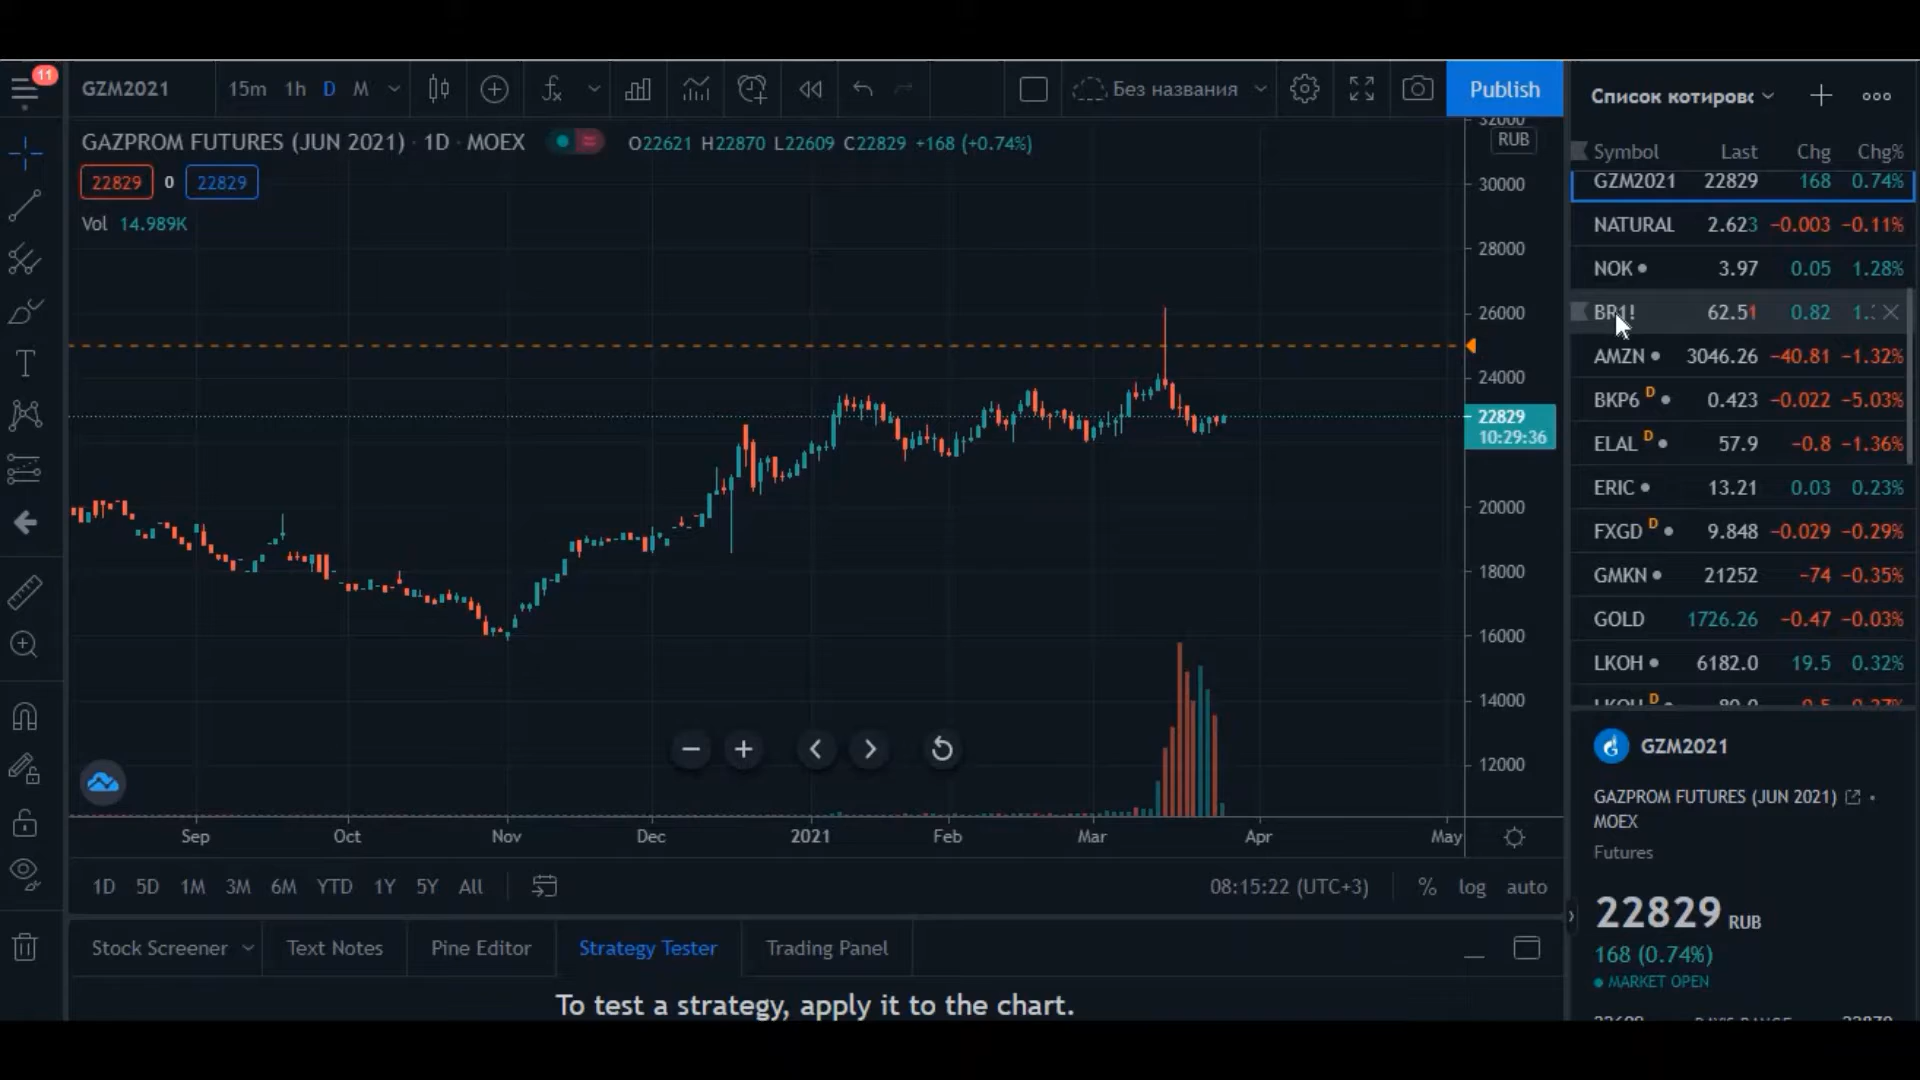 11
GZM2021 15m 1h D M Без названия Publish
GAZPROM FUTURES (JUN 2021) · 1D · MOEX O22621 H22870 L22609 C22829 +168 (+0.74%)
22829 0 22829
Vol 14.989K
32000
RUB
30000
28000
26000
24000
22829
10:29:36
20000
18000
16000
14000
12000
Sep Oct Nov Dec 2021 Feb Mar Apr May
1D 5D 1M 3M 6M YTD 1Y 5Y All 08:15:22 (UTC+3) % log auto
Stock Screener Text Notes Pine Editor Strategy Tester Trading Panel
To test a strategy, apply it to the chart.
Список котирово
Symbol Last Chg Chg%
GZM2021 22829 168 0.74%
NATURAL 2.623 −0.003 −0.11%
NOK 3.97 0.05 1.28%
BR1! 62.51 0.82 1.
AMZN 3046.26 −40.81 −1.32%
BKP6 D 0.423 −0.022 −5.03%
ELAL D 57.9 −0.8 −1.36%
ERIC 13.21 0.03 0.23%
FXGD D 9.848 −0.029 −0.29%
GMKN 21252 −74 −0.35%
GOLD 1726.26 −0.47 −0.03%
LKOH 6182.0 19.5 0.32%
LKOH D
GZM2021
GAZPROM FUTURES (JUN 2021)
MOEX
Futures
22829 RUB
168 (0.74%)
MARKET OPEN